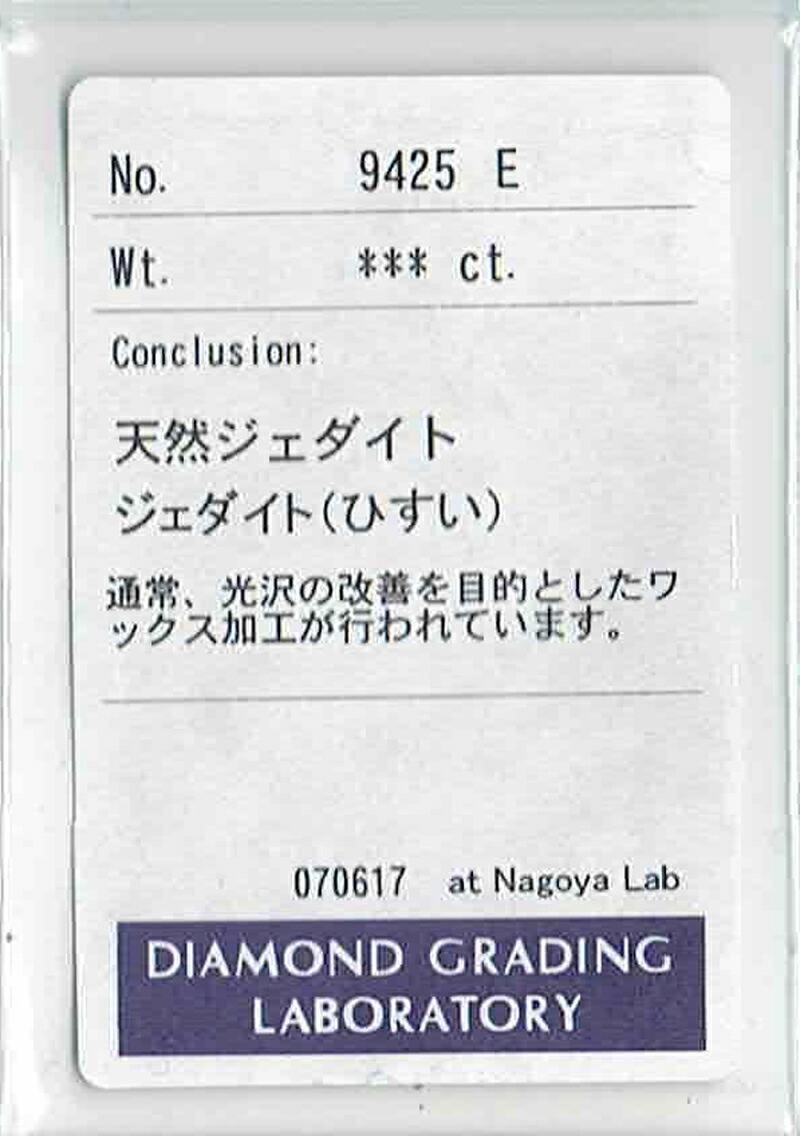 No. 9425 E
Wt. *** ct.
Conclusion:
天然ジェダイト
ジェダイト(ひすい)
通常、光沢の改善を目的としたワ
ックス加工が行われています。
070617 at Nagoya Lab
DIAMOND GRADING
LABORATORY